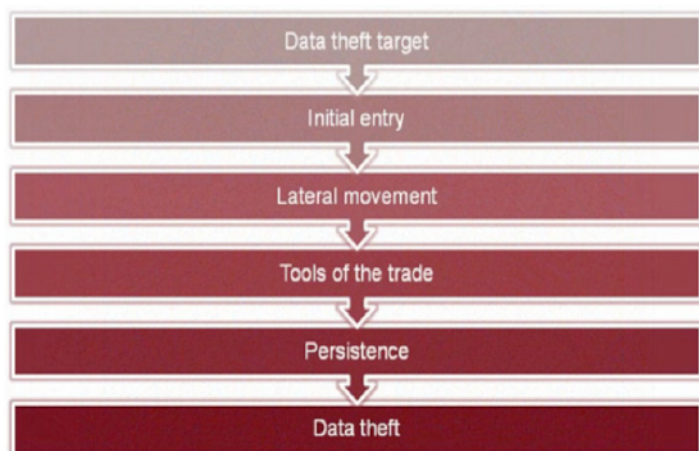 Data theft target
Initial entry
Lateral movement
Tools of the trade
Persistence
Data theft